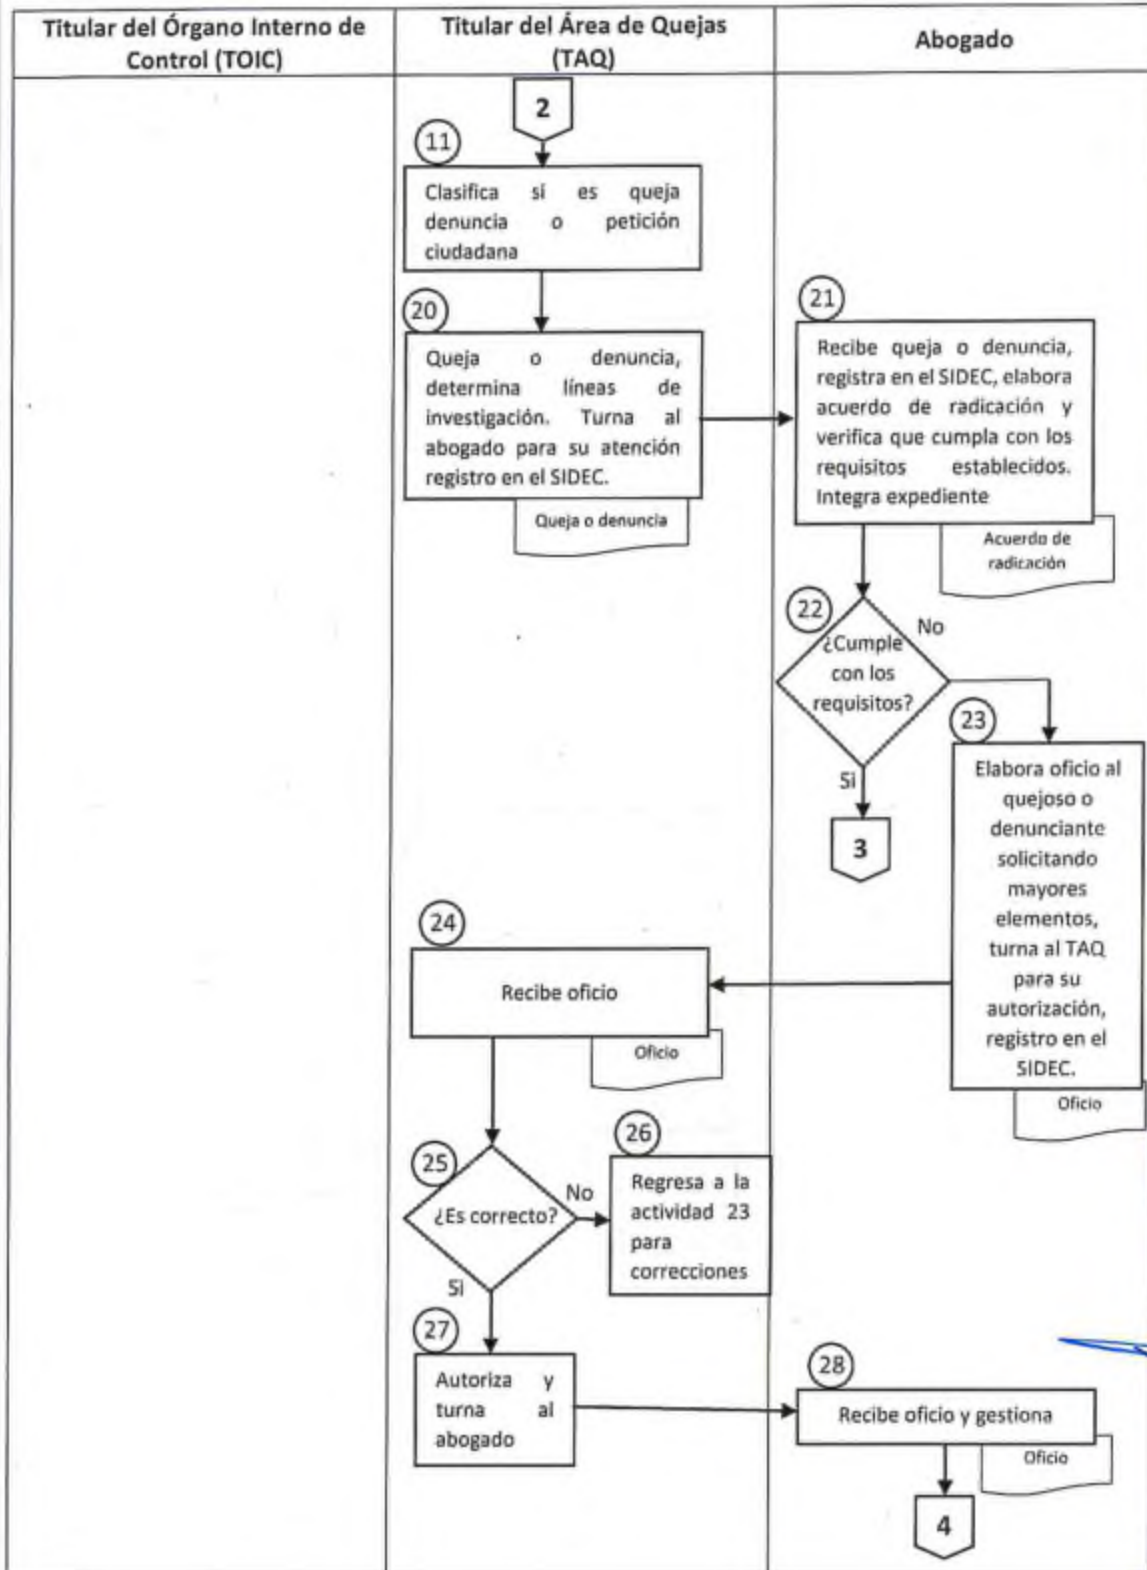 Titular del Órgano Interno de
Control (TOIC)
Titular del Área de Quejas
(TAQ)
Abogado
2
11
Clasifica si es queja
denuncia o petición
ciudadana
20
Queja o denuncia,
determina líneas de
investigación. Turna al
abogado para su atención
registro en el SIDEC.
Queja o denuncia
21
Recibe queja o denuncia,
registra en el SIDEC, elabora
acuerdo de radicación y
verifica que cumpla con los
requisitos establecidos.
Integra expediente
Acuerdo de
radicación
22
¿Cumple
con los
requisitos?
No
Si
3
23
Elabora oficio al
quejoso o
denunciante
solicitando
mayores
elementos,
turna al TAQ
para su
autorización,
registro en el
SIDEC.
Oficio
24
Recibe oficio
Oficio
25
¿Es correcto?
No
Si
26
Regresa a la
actividad 23
para
correcciones
27
Autoriza y
turna al
abogado
28
Recibe oficio y gestiona
Oficio
4